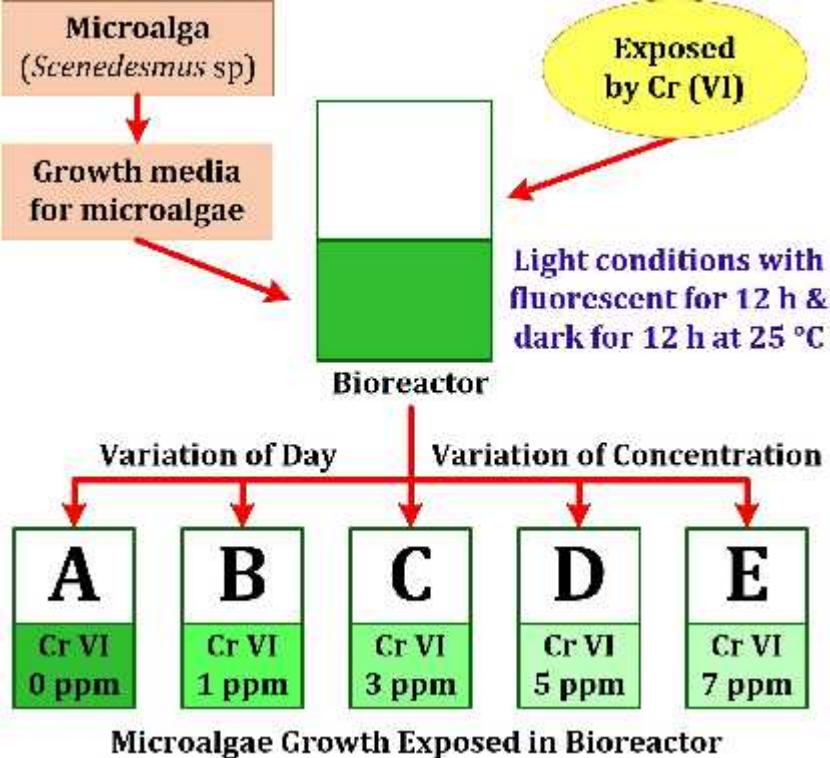 Microalga
(Scenedesmus sp)
Growth media
for microalgae
Exposed
by Cr (VI)
Light conditions with
fluorescent for 12 h &
dark for 12 h at 25 °C
Bioreactor
Variation of Day
Variation of Concentration
A
Cr VI
0 ppm
B
Cr VI
1 ppm
C
Cr VI
3 ppm
D
Cr VI
5 ppm
E
Cr VI
7 ppm
Microalgae Growth Exposed in Bioreactor